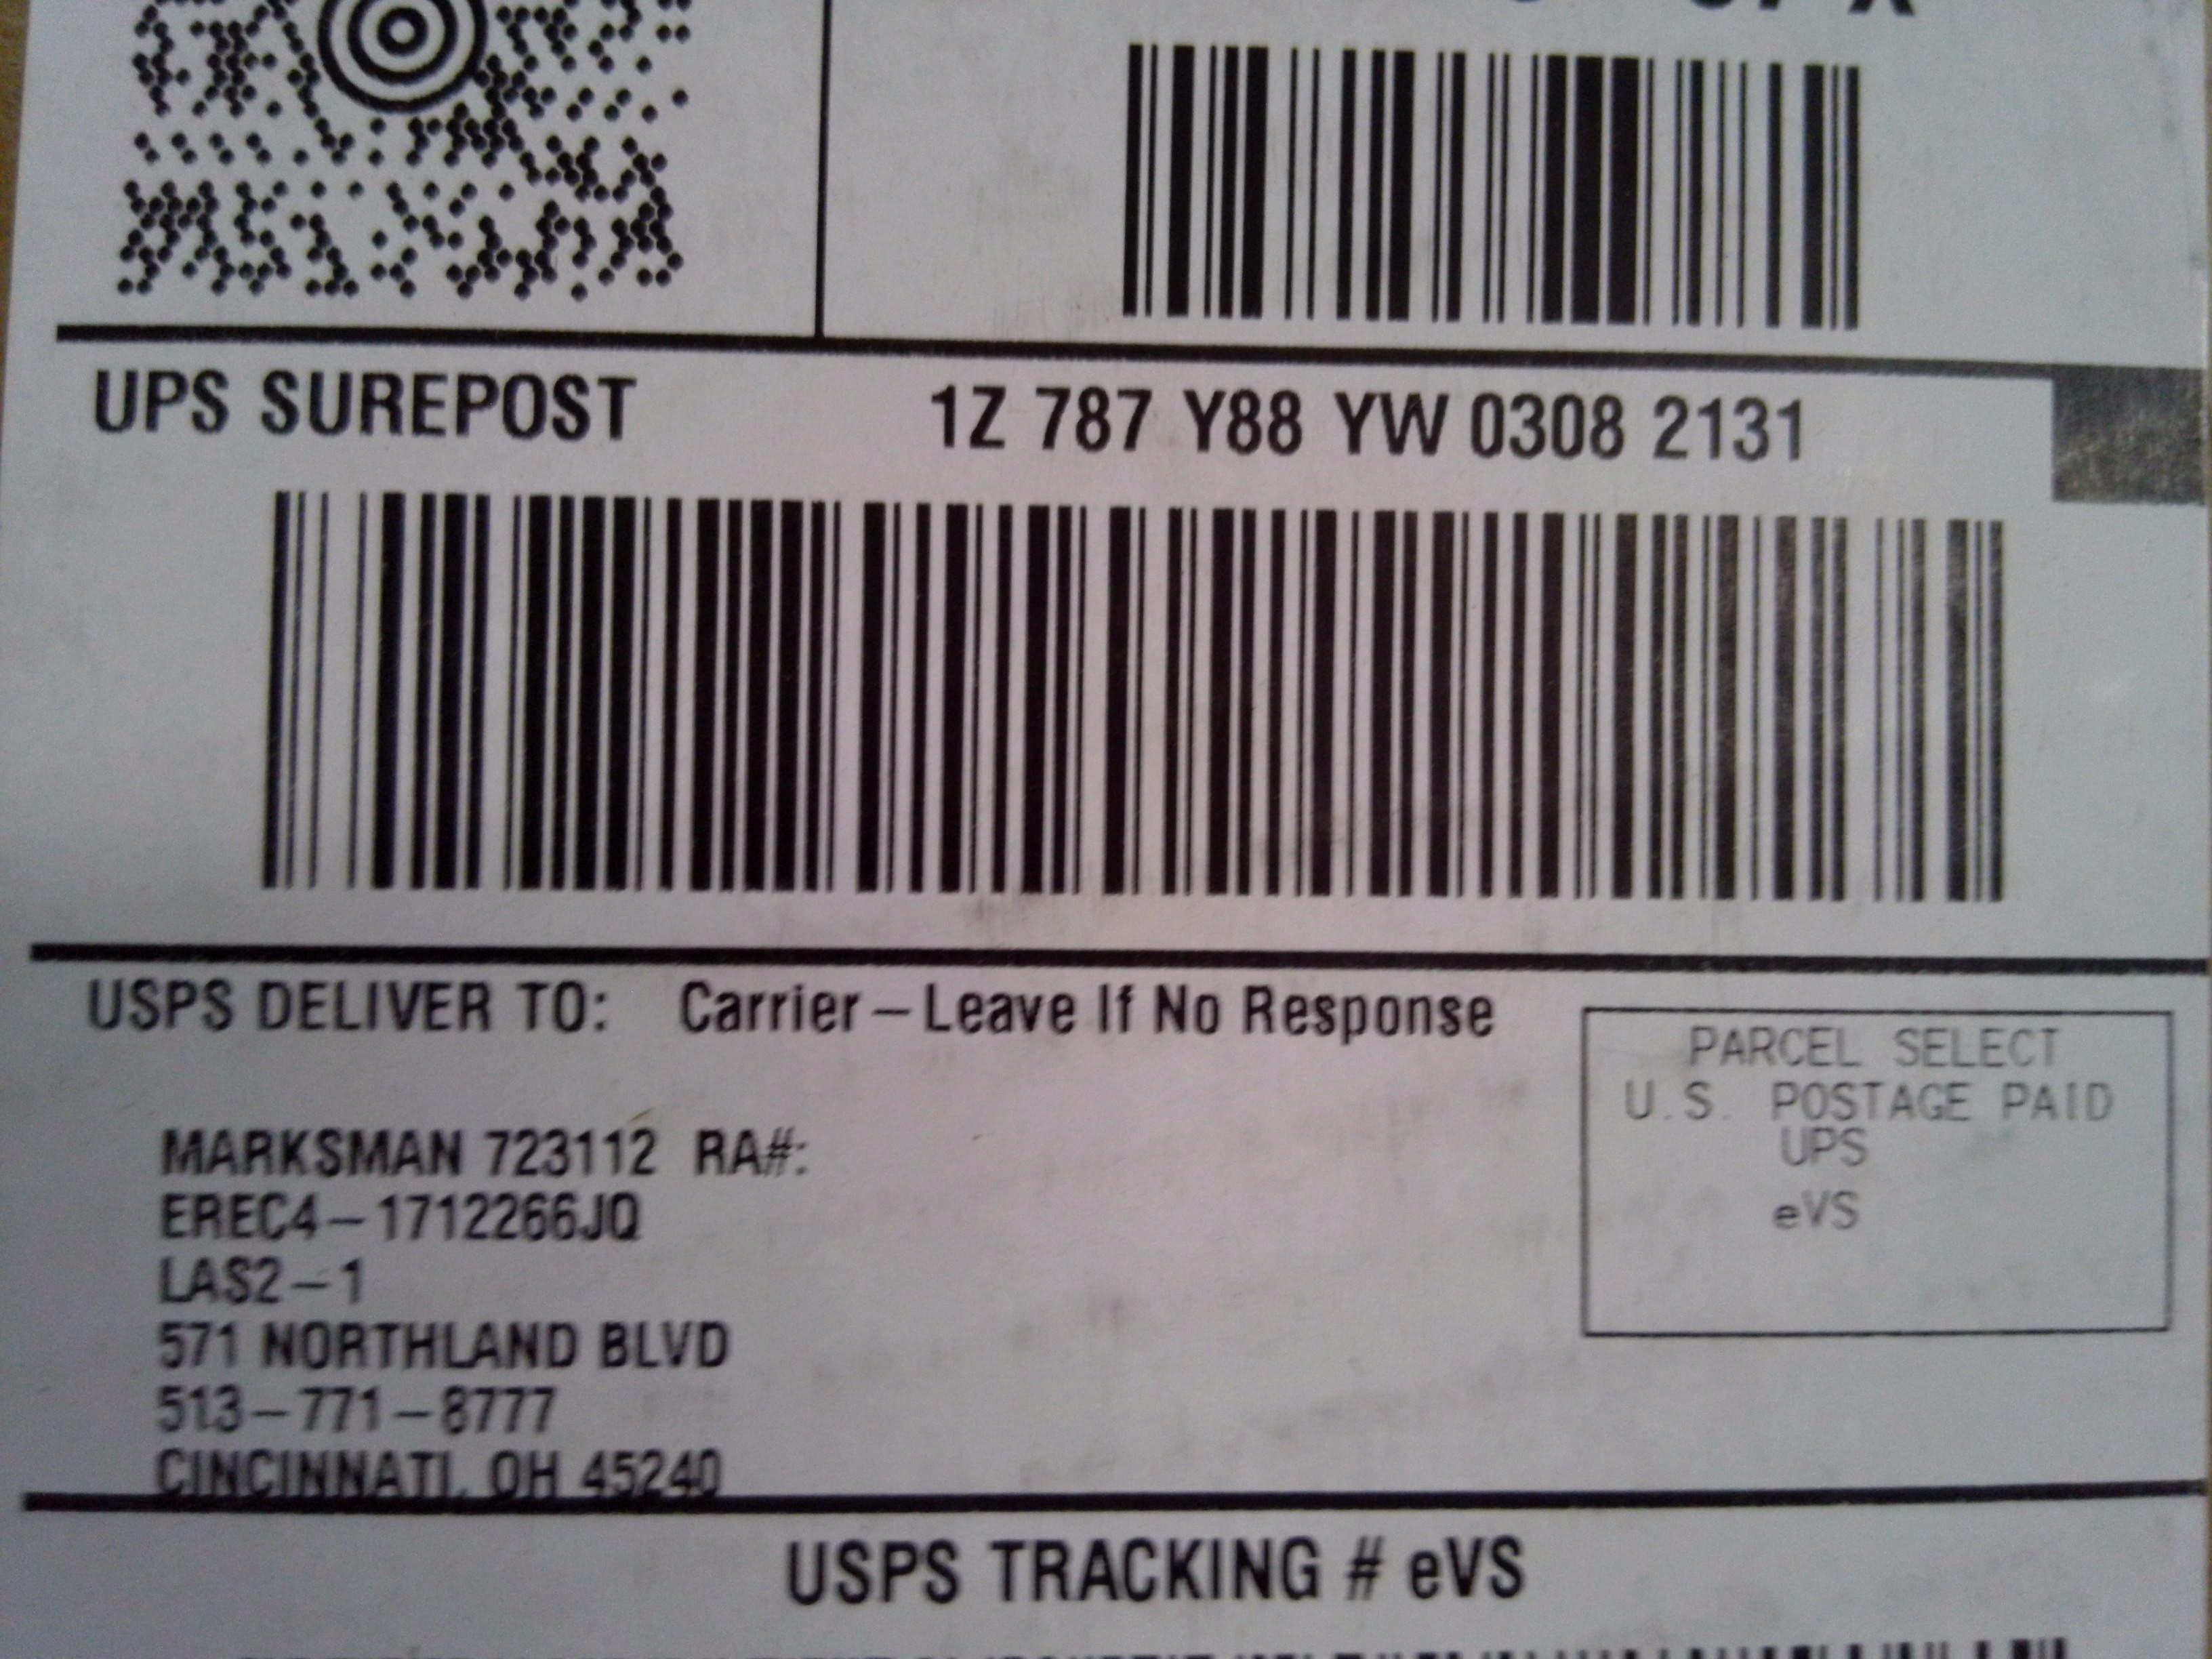 UPS SUREPOST 1Z 787 Y88 YW 0308 2131
USPS DELIVER TO: Carrier – Leave If No Response
PARCEL SELECT
U.S. POSTAGE PAID
UPS
eVS
MARKSMAN 723112 RA#:
EREC4–1712266JQ
LAS2–1
571 NORTHLAND BLVD
513–771–8777
CINCINNATI, OH 45240
USPS TRACKING # eVS